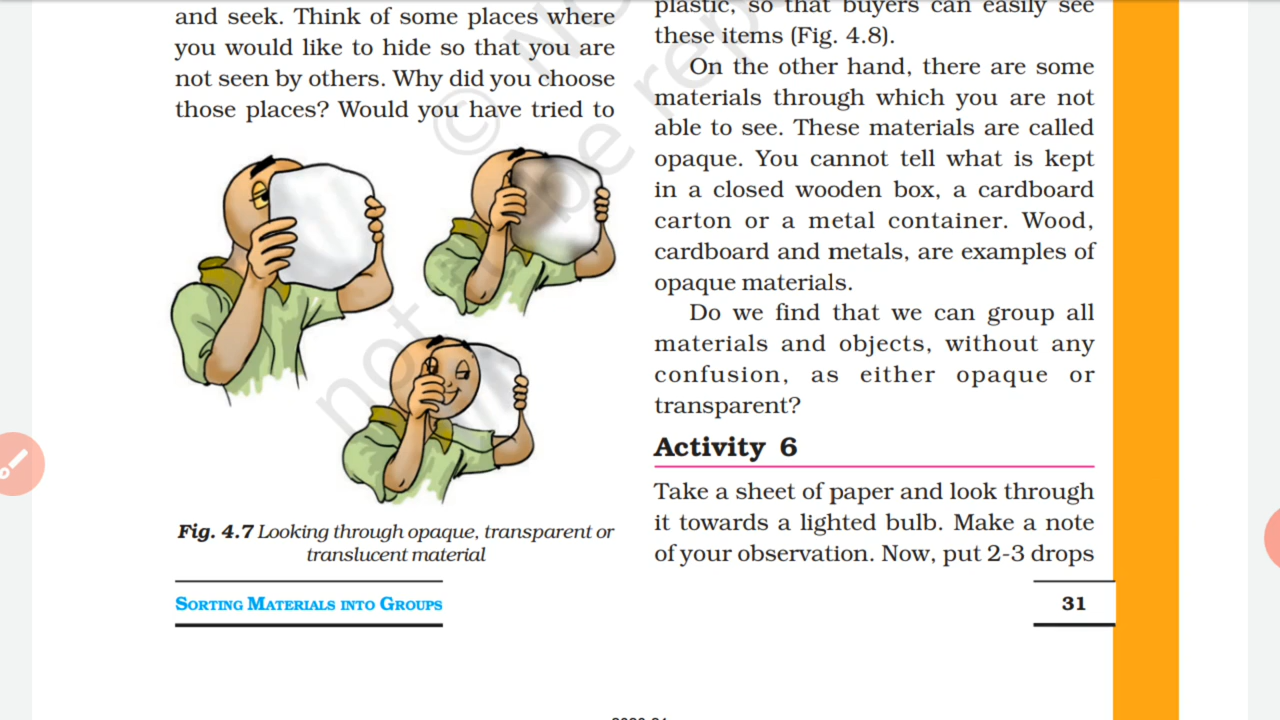 and seek. Think of some places where
you would like to hide so that you are
not seen by others. Why did you choose
those places? Would you have tried to
Fig. 4.7 Looking through opaque, transparent or
translucent material
plastic, so that buyers can easily see
these items (Fig. 4.8).
On the other hand, there are some
materials through which you are not
able to see. These materials are called
opaque. You cannot tell what is kept
in a closed wooden box, a cardboard
carton or a metal container. Wood,
cardboard and metals, are examples of
opaque materials.
Do we find that we can group all
materials and objects, without any
confusion, as either opaque or
transparent?
Activity 6
Take a sheet of paper and look through
it towards a lighted bulb. Make a note
of your observation. Now, put 2-3 drops
SORTING MATERIALS INTO GROUPS
31
© N
not be rep